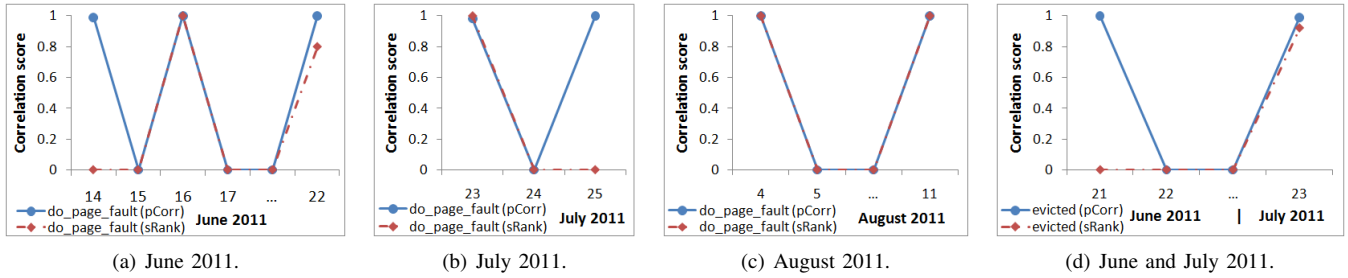 Correlation score
1
0.8
0.6
0.4
0.2
0
14 15 16 17 ... 22
do_page_fault (pCorr)
June 2011
do_page_fault (sRank)
(a) June 2011.
Correlation score
1
0.8
0.6
0.4
0.2
0
23 24 25
do_page_fault (pCorr)
July 2011
do_page_fault (sRank)
(b) July 2011.
Correlation score
1
0.8
0.6
0.4
0.2
0
4 5 ... 11
do_page_fault (pCorr)
August 2011
do_page_fault (sRank)
(c) August 2011.
Correlation score
1
0.8
0.6
0.4
0.2
0
21 22 ... 23
evicted (pCorr) June 2011 | July 2011
evicted (sRank)
(d) June and July 2011.